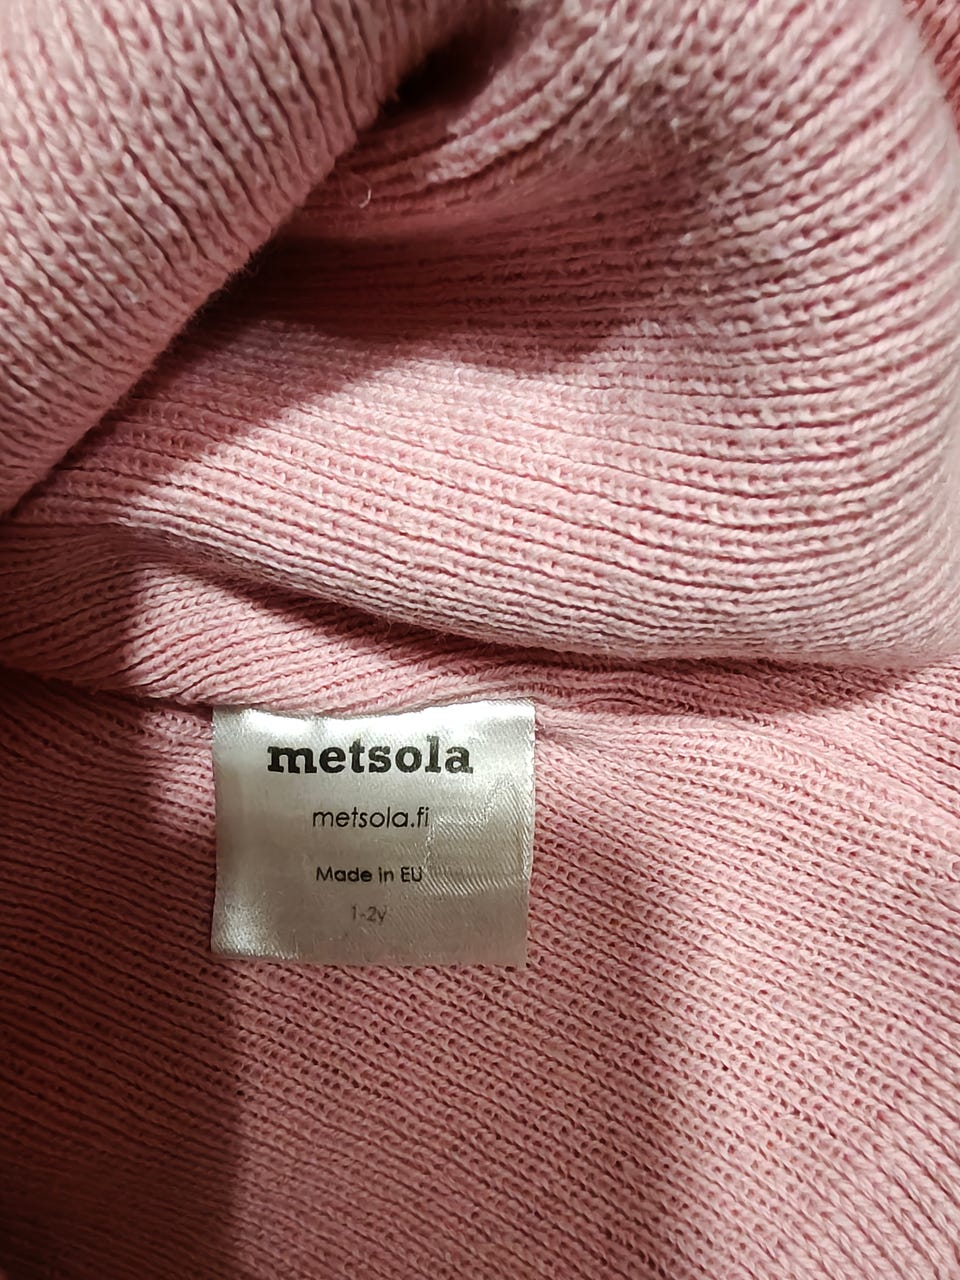 metsola
metsola.fi
Made in EU
1-2y